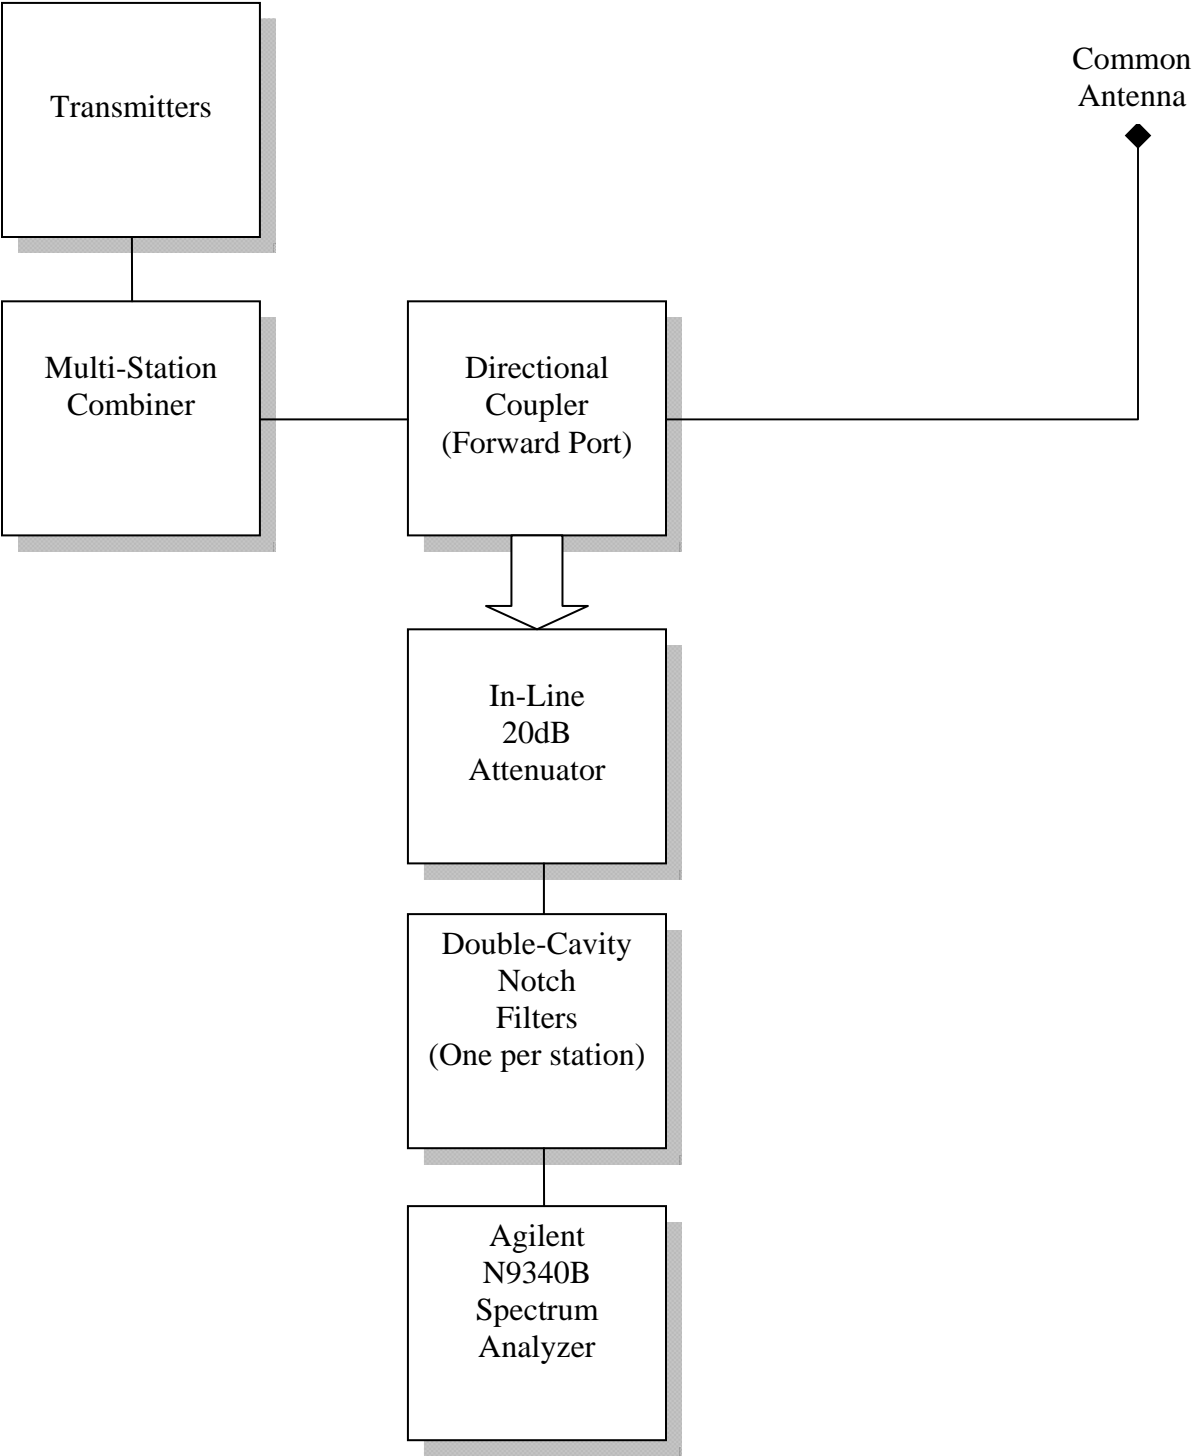 Transmitters
Common
Antenna
Multi-Station
Combiner
Directional
Coupler
(Forward Port)
In-Line
20dB
Attenuator
Double-Cavity
Notch
Filters
(One per station)
Agilent
N9340B
Spectrum
Analyzer